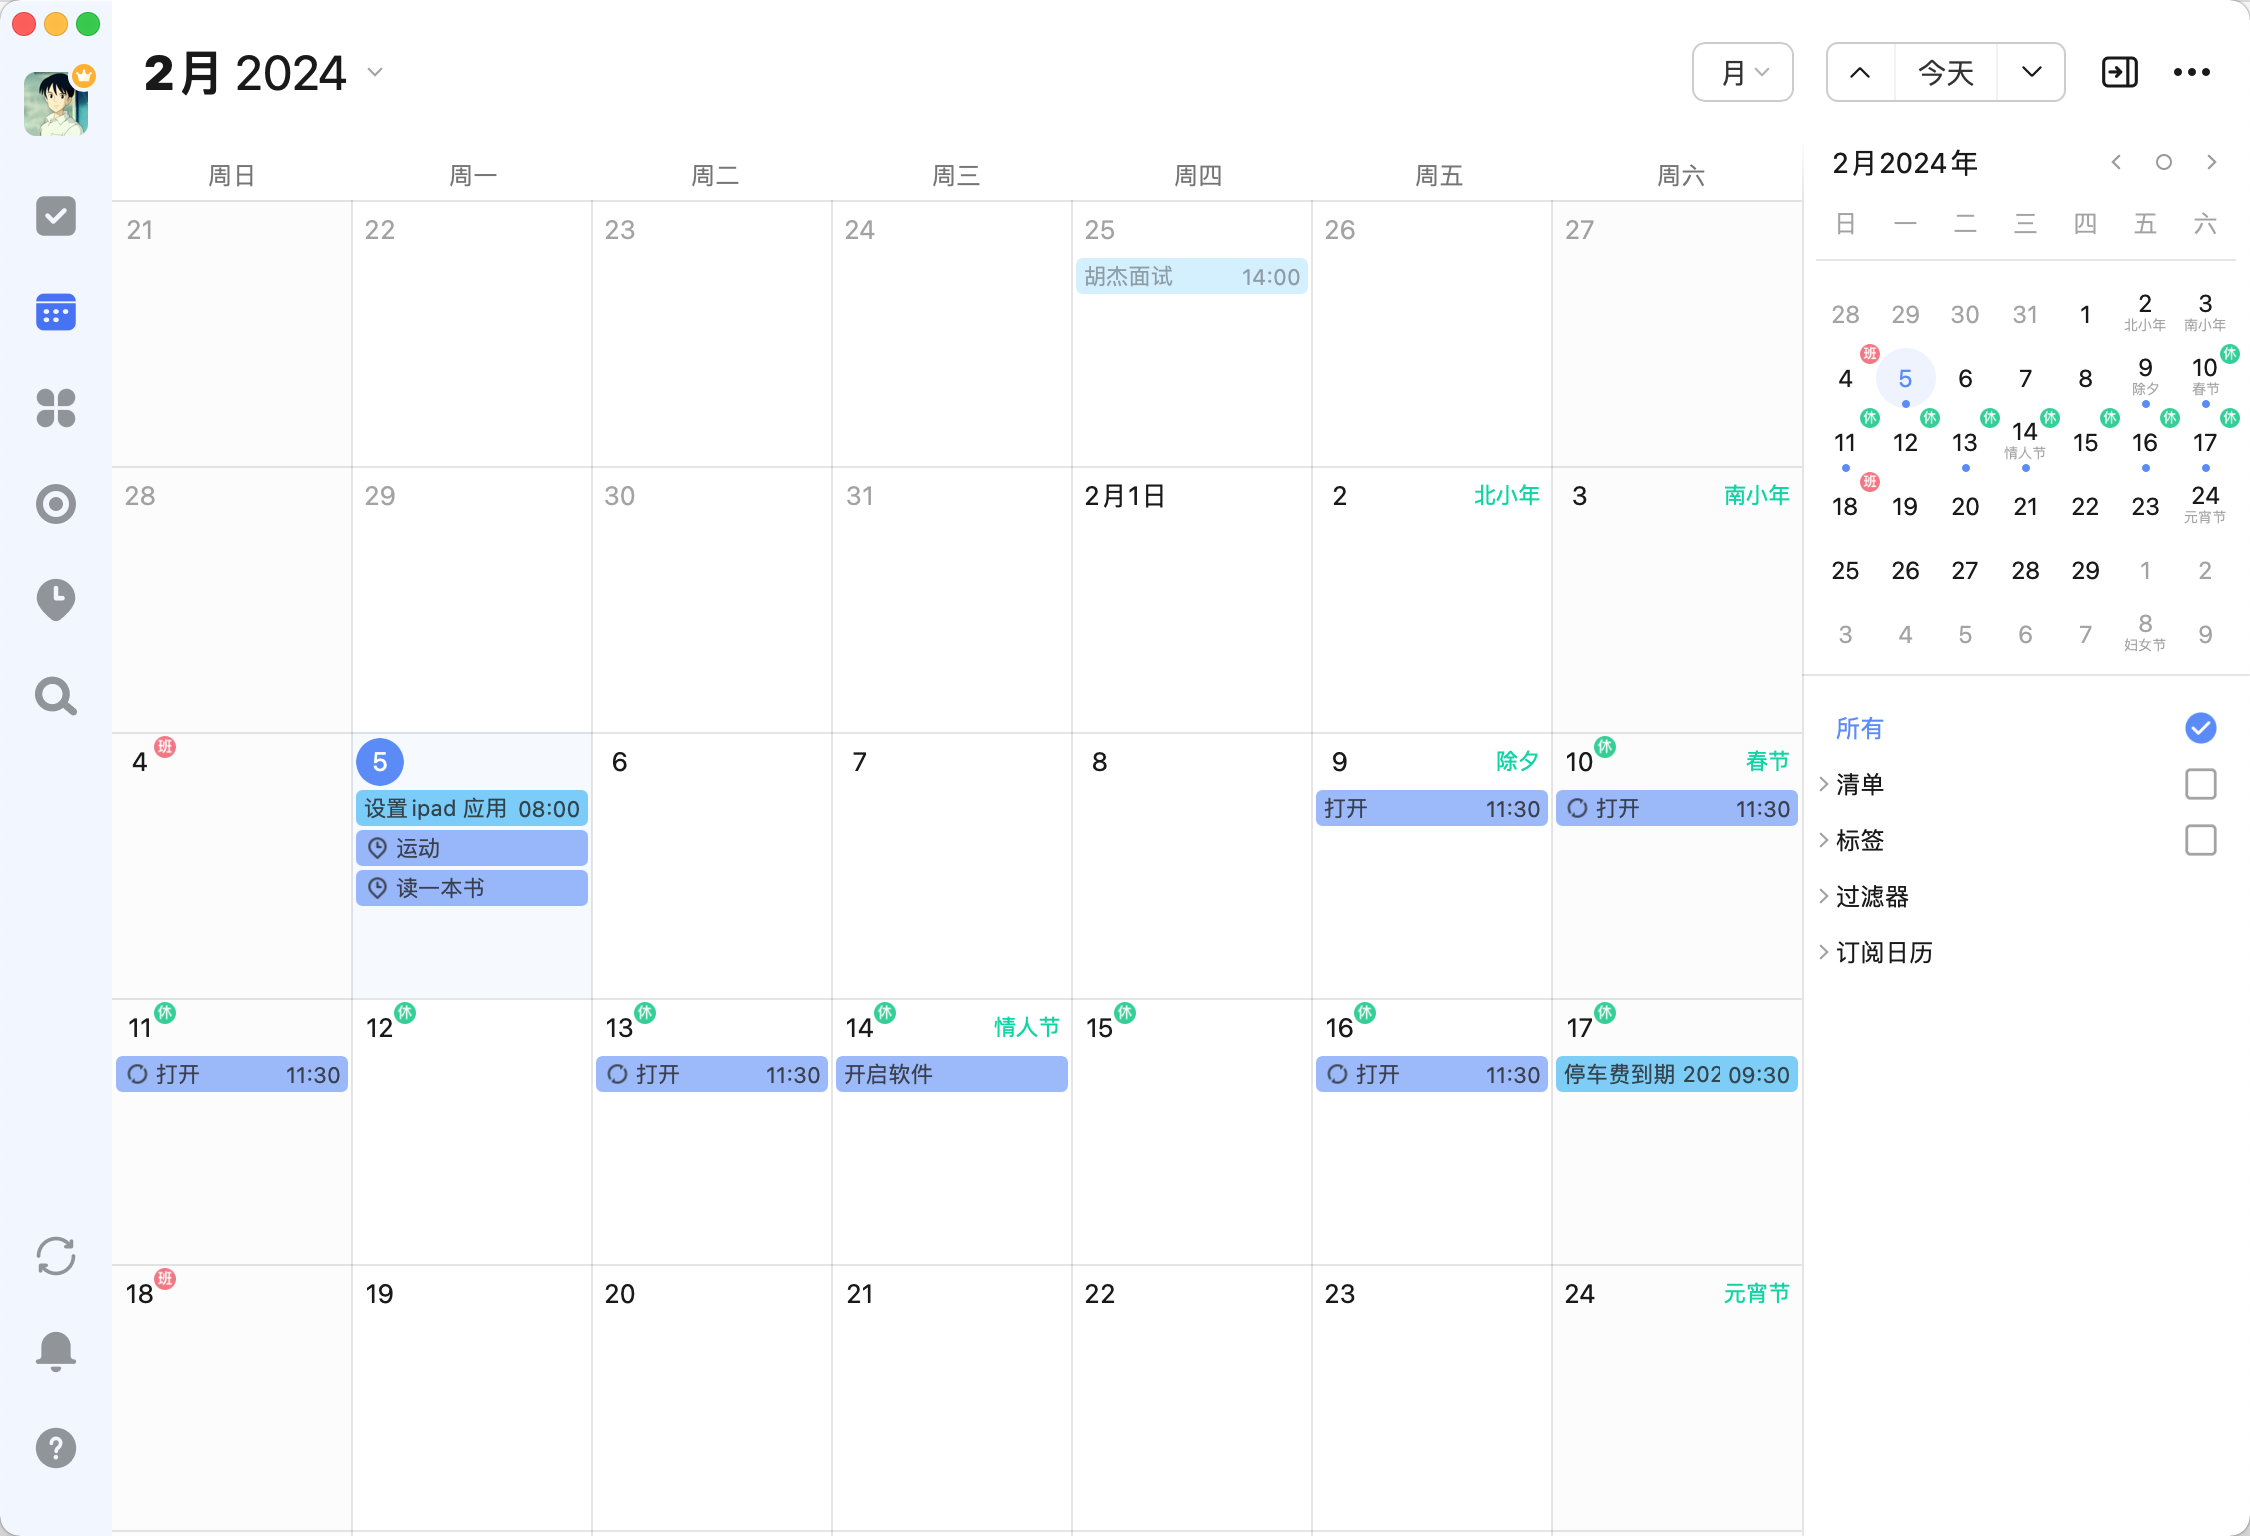 2月 2024
月
今天
周日 周一 周二 周三 周四 周五 周六
21 22 23 24 25 26 27
胡杰面试 14:00
28 29 30 31 2月1日 2 北小年 3 南小年
4 班 5 6 7 8 9 除夕 10 休 春节
设置ipad 应用 08:00 打开 11:30 打开 11:30
运动
读一本书
11 休 12 休 13 休 14 休 情人节 15 休 16 休 17 休
打开 11:30 打开 11:30 开启软件 打开 11:30 停车费到期 202 09:30
18 班 19 20 21 22 23 24 元宵节
2月2024年
日 一 二 三 四 五 六
28 29 30 31 1 2 3
北小年 南小年
班 休
4 5 6 7 8 9 10
除夕 春节
休 休 休 休 休 休 休
11 12 13 14 15 16 17
情人节
班
18 19 20 21 22 23 24
元宵节
25 26 27 28 29 1 2
3 4 5 6 7 8 9
妇女节
所有
清单
标签
过滤器
订阅日历